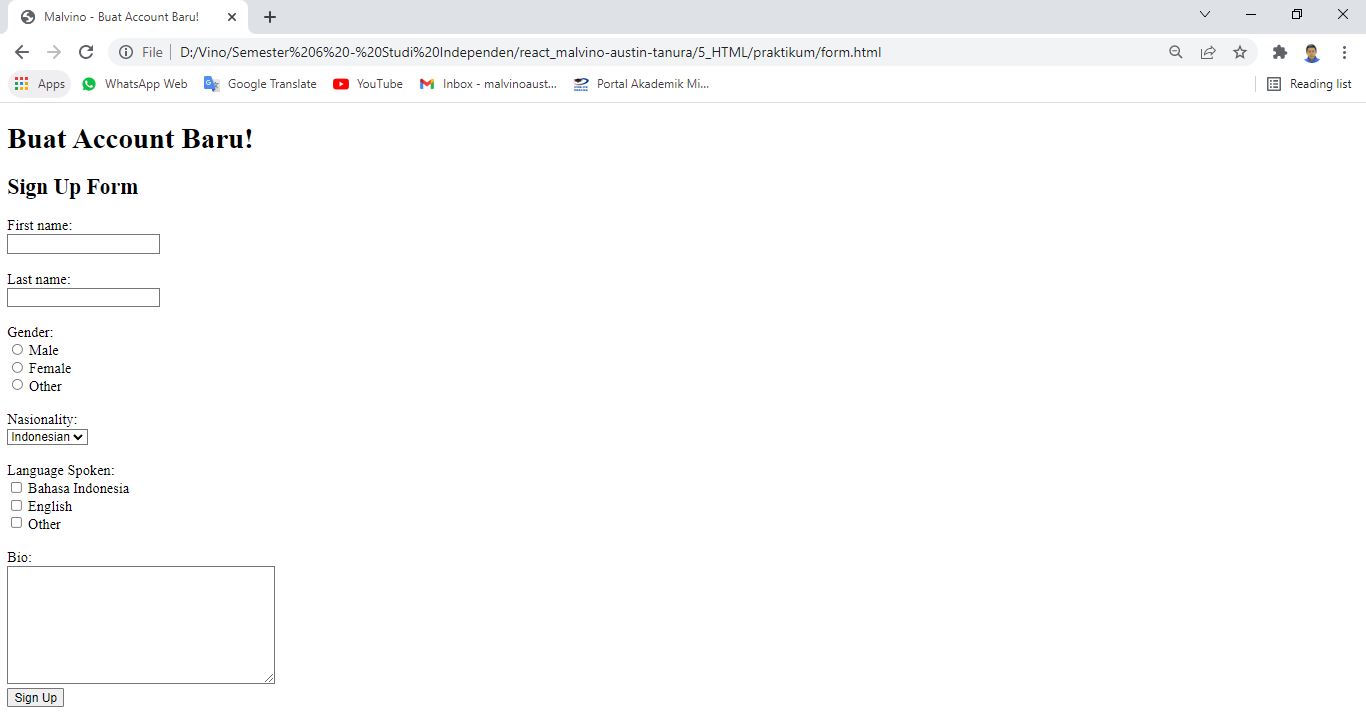 Malvino - Buat Account Baru!
File D:/Vino/Semester%206%20-%20Studi%20Independen/react_malvino-austin-tanura/5_HTML/praktikum/form.html
Apps WhatsApp Web Google Translate YouTube Inbox - malvinoaust... Portal Akademik Mi... Reading list
Buat Account Baru!
Sign Up Form
First name:
Last name:
Gender:
Male
Female
Other
Nasionality:
Indonesian
Language Spoken:
Bahasa Indonesia
English
Other
Bio:
Sign Up